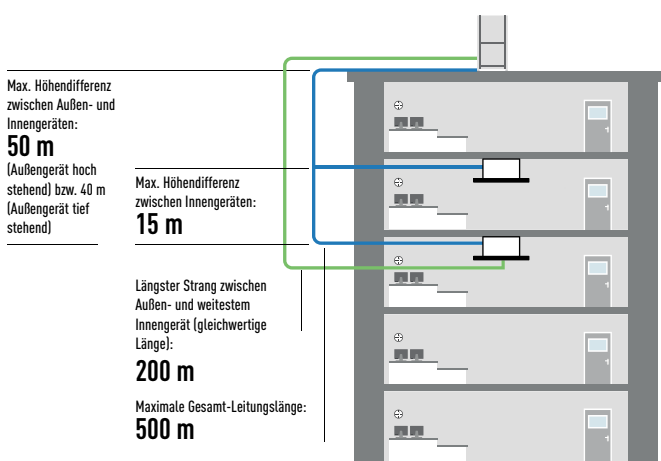 Max. Höhendifferenz
zwischen Außen- und
Innengeräten:
50 m
(Außengerät hoch
stehend) bzw. 40 m
(Außengerät tief
stehend)
Max. Höhendifferenz
zwischen Innengeräten:
15 m
Längster Strang zwischen
Außen- und weitestem
Innengerät (gleichwertige
Länge):
200 m
Maximale Gesamt-Leitungslänge:
500 m